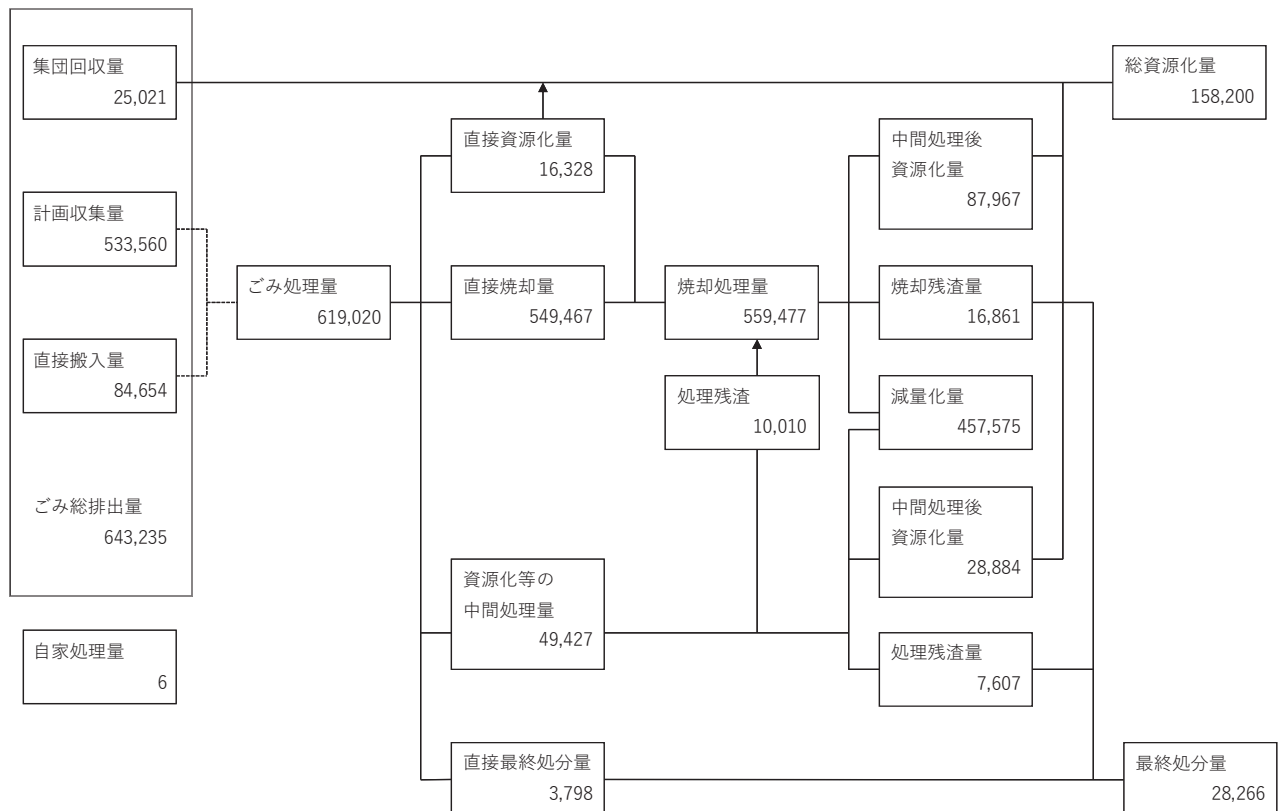 集団回収量
25,021
計画収集量
533,560
直接搬入量
84,654
ごみ総排出量
643,235
自家処理量
6
ごみ処理量
619,020
直接資源化量
16,328
直接焼却量
549,467
資源化等の
中間処理量
49,427
直接最終処分量
3,798
焼却処理量
559,477
処理残渣
10,010
中間処理後
資源化量
87,967
焼却残渣量
16,861
減量化量
457,575
中間処理後
資源化量
28,884
処理残渣量
7,607
総資源化量
158,200
最終処分量
28,266